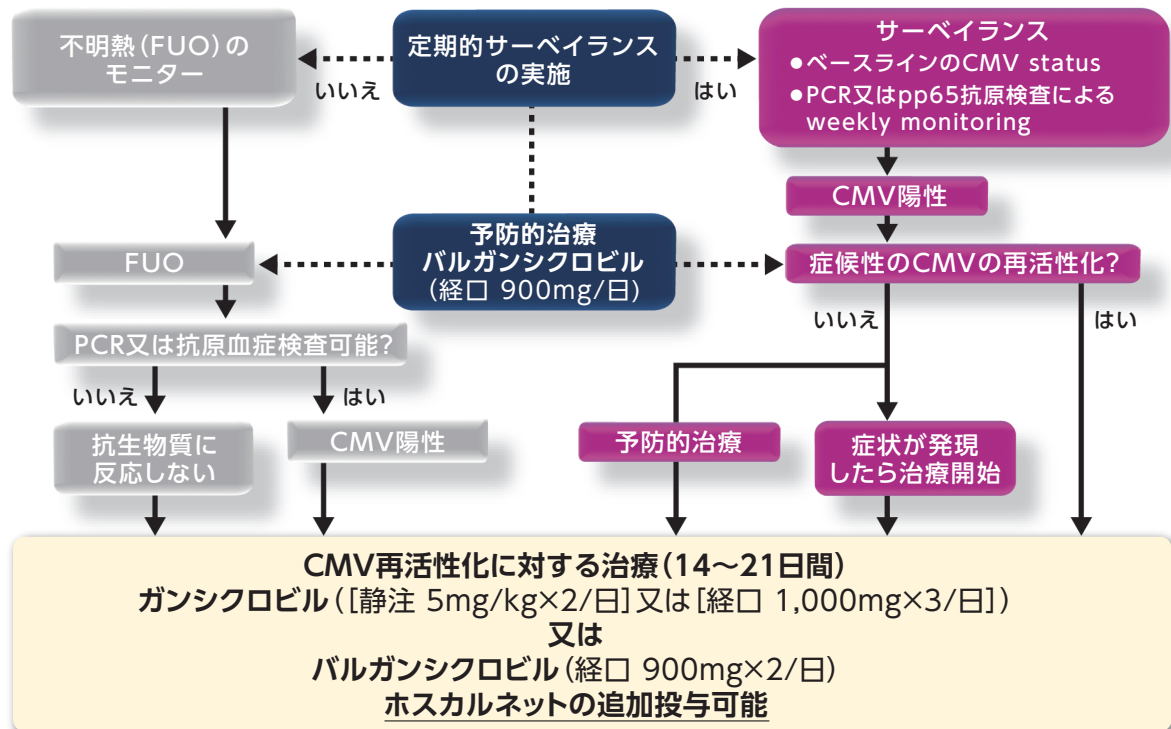 不明熱(FUO)の
モニター
いいえ
定期的サーベイランス
の実施
はい
サーベイランス
●ベースラインのCMV status
●PCR又はpp65抗原検査による
weekly monitoring
CMV陽性
FUO
予防的治療
バルガンシクロビル
(経口 900mg/日)
症候性のCMVの再活性化?
いいえ
はい
PCR又は抗原血症検査可能?
いいえ
はい
抗生物質に
反応しない
CMV陽性
予防的治療
症状が発現
したら治療開始
CMV再活性化に対する治療(14〜21日間)
ガンシクロビル([静注 5mg/kg×2/日]又は[経口 1,000mg×3/日])
又は
バルガンシクロビル(経口 900mg×2/日)
ホスカルネットの追加投与可能